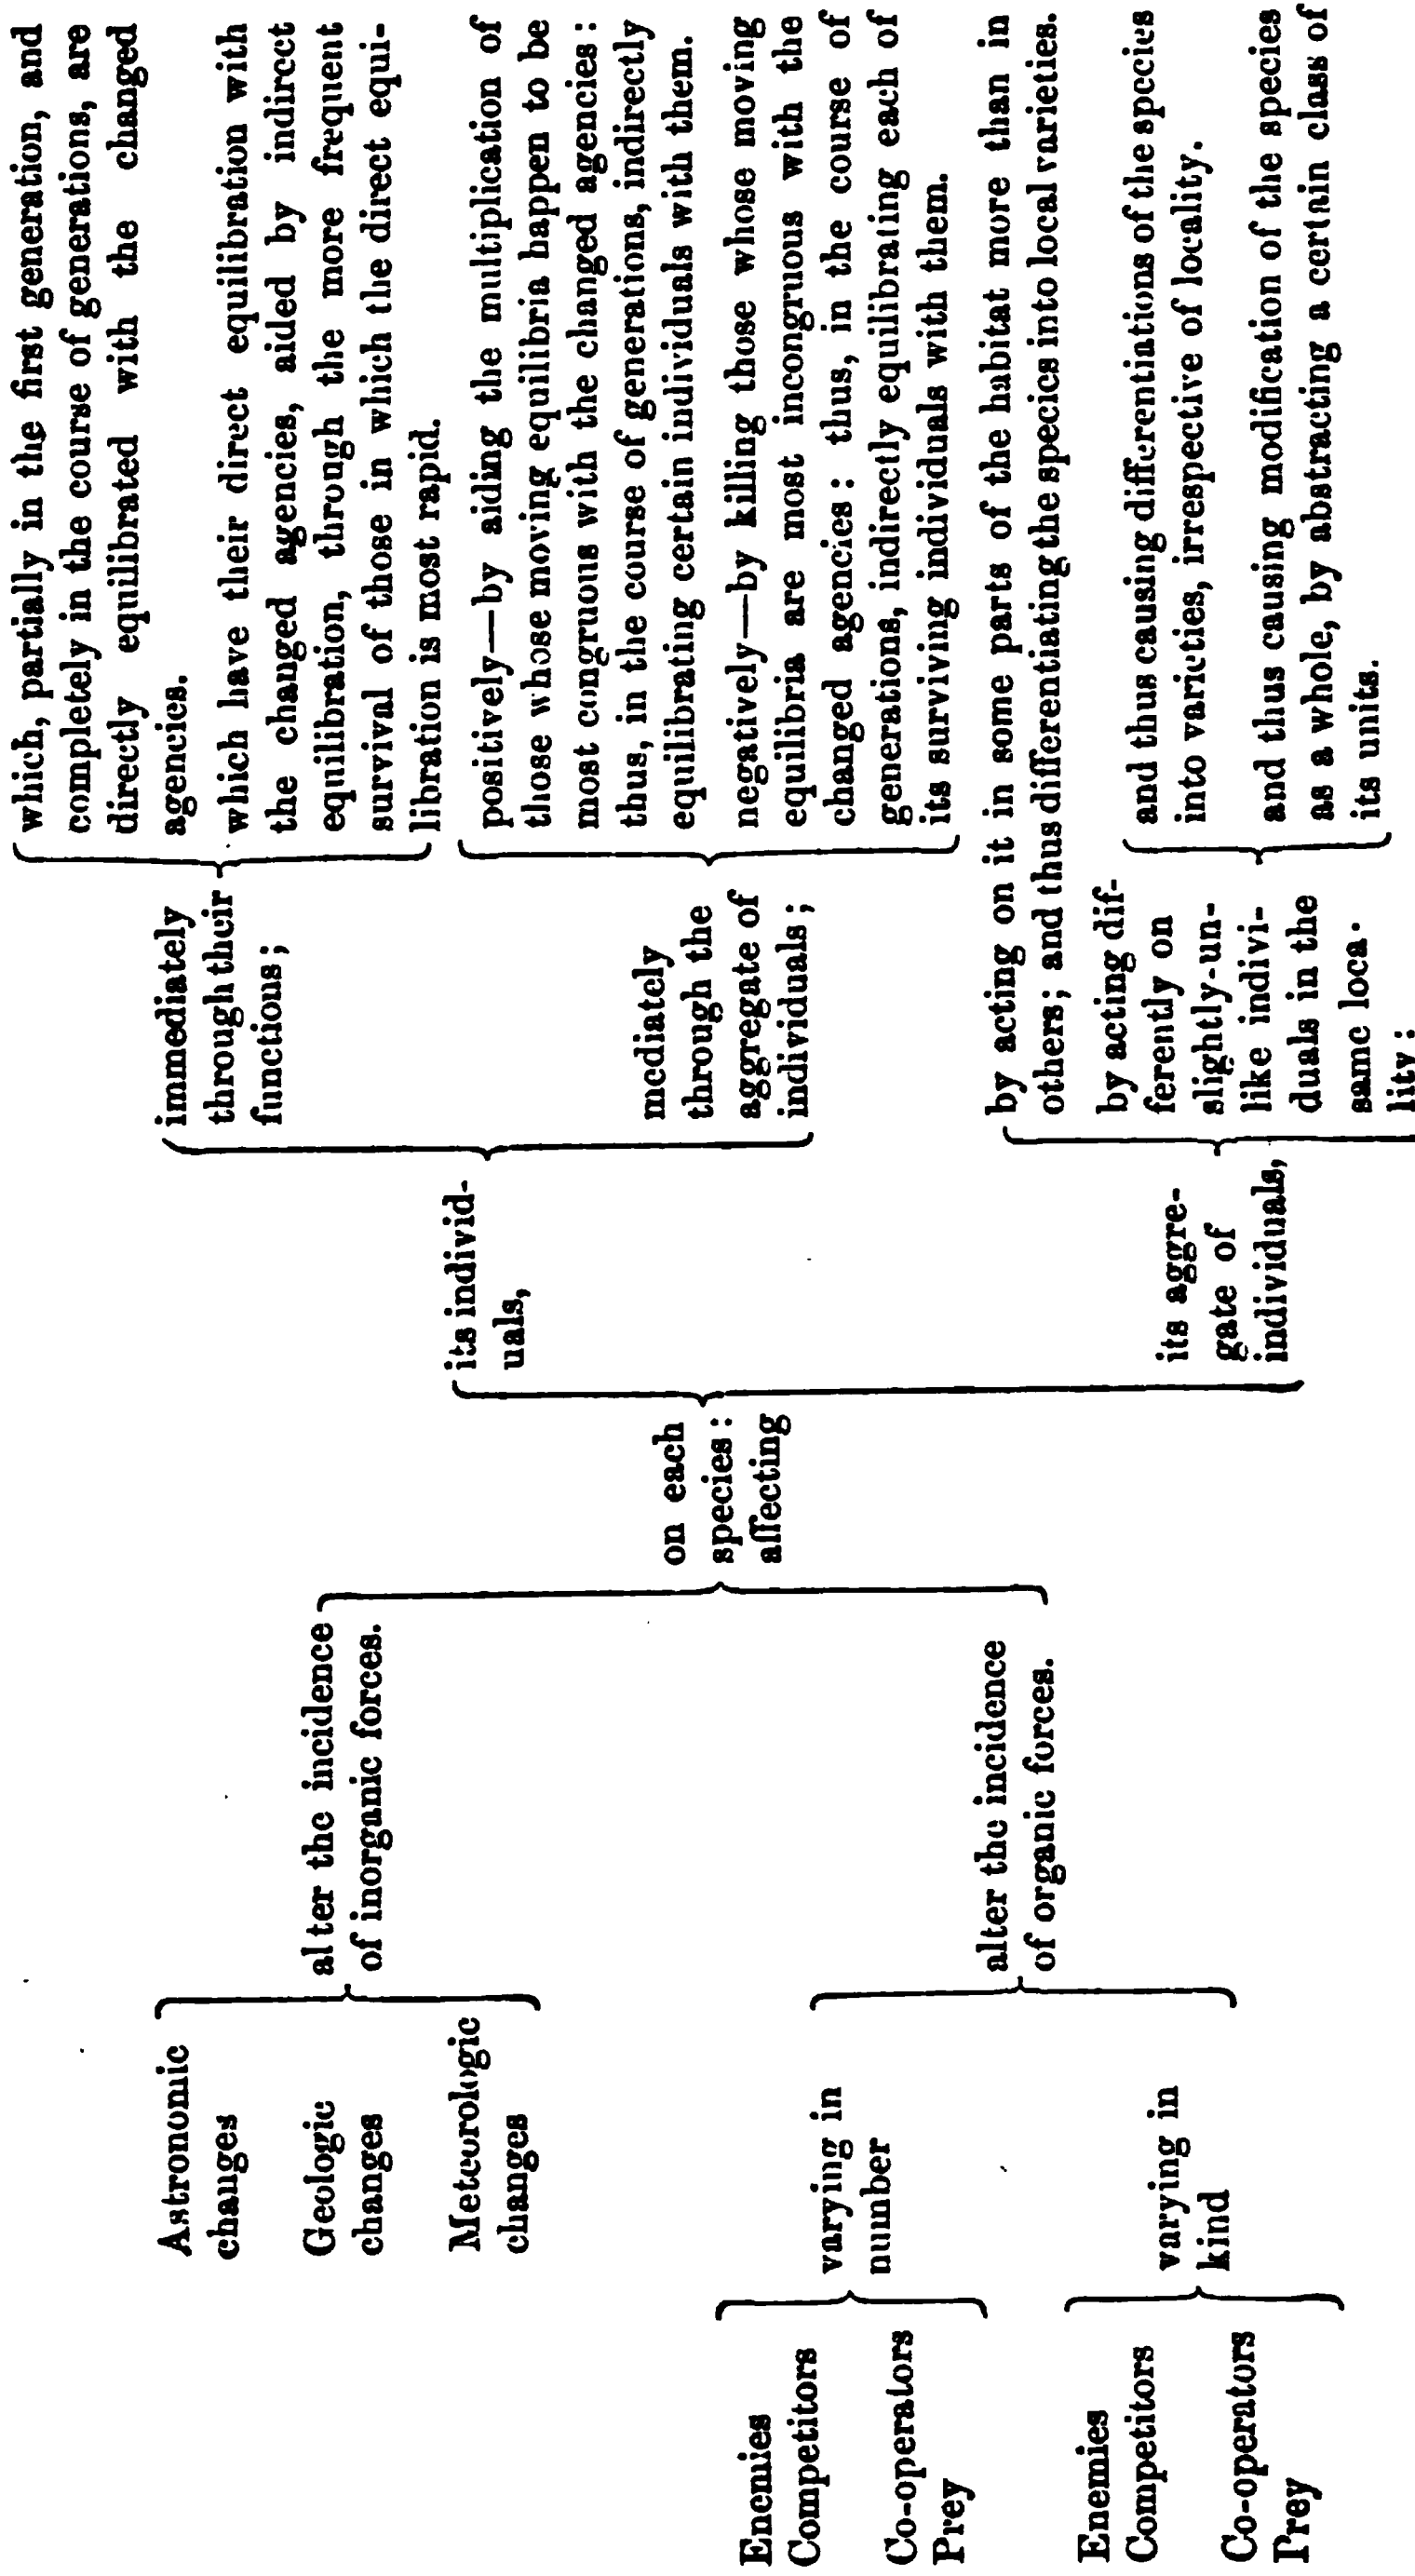 Astronomic
changes
Geologic
changes
Meteorologic
changes
alter the incidence
of inorganic forces.
Enemies
Competitors
Co-operators
Prey
varying in
number
Enemies
Competitors
Co-operators
Prey
varying in
kind
alter the incidence
of organic forces.
on each
species:
affecting
its individ-
uals,
immediately
through their
functions;
which, partially in the first generation, and
completely in the course of generations, are
directly equilibrated with the changed
agencies.
which have their direct equilibration with
the changed agencies, aided by indirect
equilibration, through the more frequent
survival of those in which the direct equi-
libration is most rapid.
mediately
through the
aggregate of
individuals;
positively—by aiding the multiplication of
those whose moving equilibria happen to be
most congruous with the changed agencies:
thus, in the course of generations, indirectly
equilibrating certain individuals with them.
negatively—by killing those whose moving
equilibria are most incongruous with the
changed agencies: thus, in the course of
generations, indirectly equilibrating each of
its surviving individuals with them.
its aggre-
gate of
individuals,
by acting on it in some parts of the habitat more than in
others; and thus differentiating the species into local varieties.
by acting dif-
ferently on
slightly-un-
like indivi-
duals in the
same loca-
lity;
and thus causing differentiations of the species
into varieties, irrespective of locality.
and thus causing modification of the species
as a whole, by abstracting a certain class of
its units.